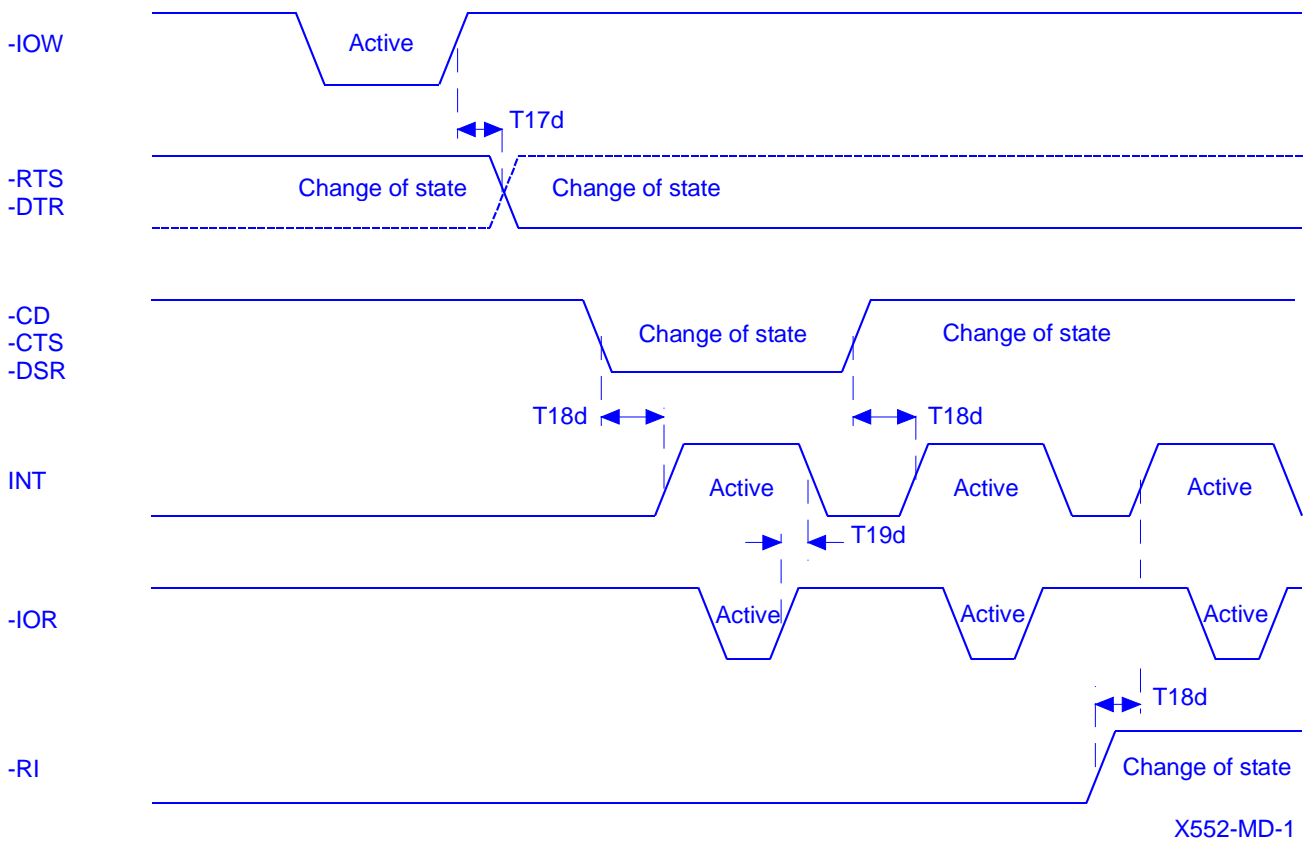 -IOW
Active
T17d
-RTS
-DTR
Change of state
Change of state
-CD
-CTS
-DSR
Change of state
Change of state
T18d
T18d
INT
Active
Active
Active
T19d
-IOR
Active
Active
Active
T18d
-RI
Change of state
X552-MD-1